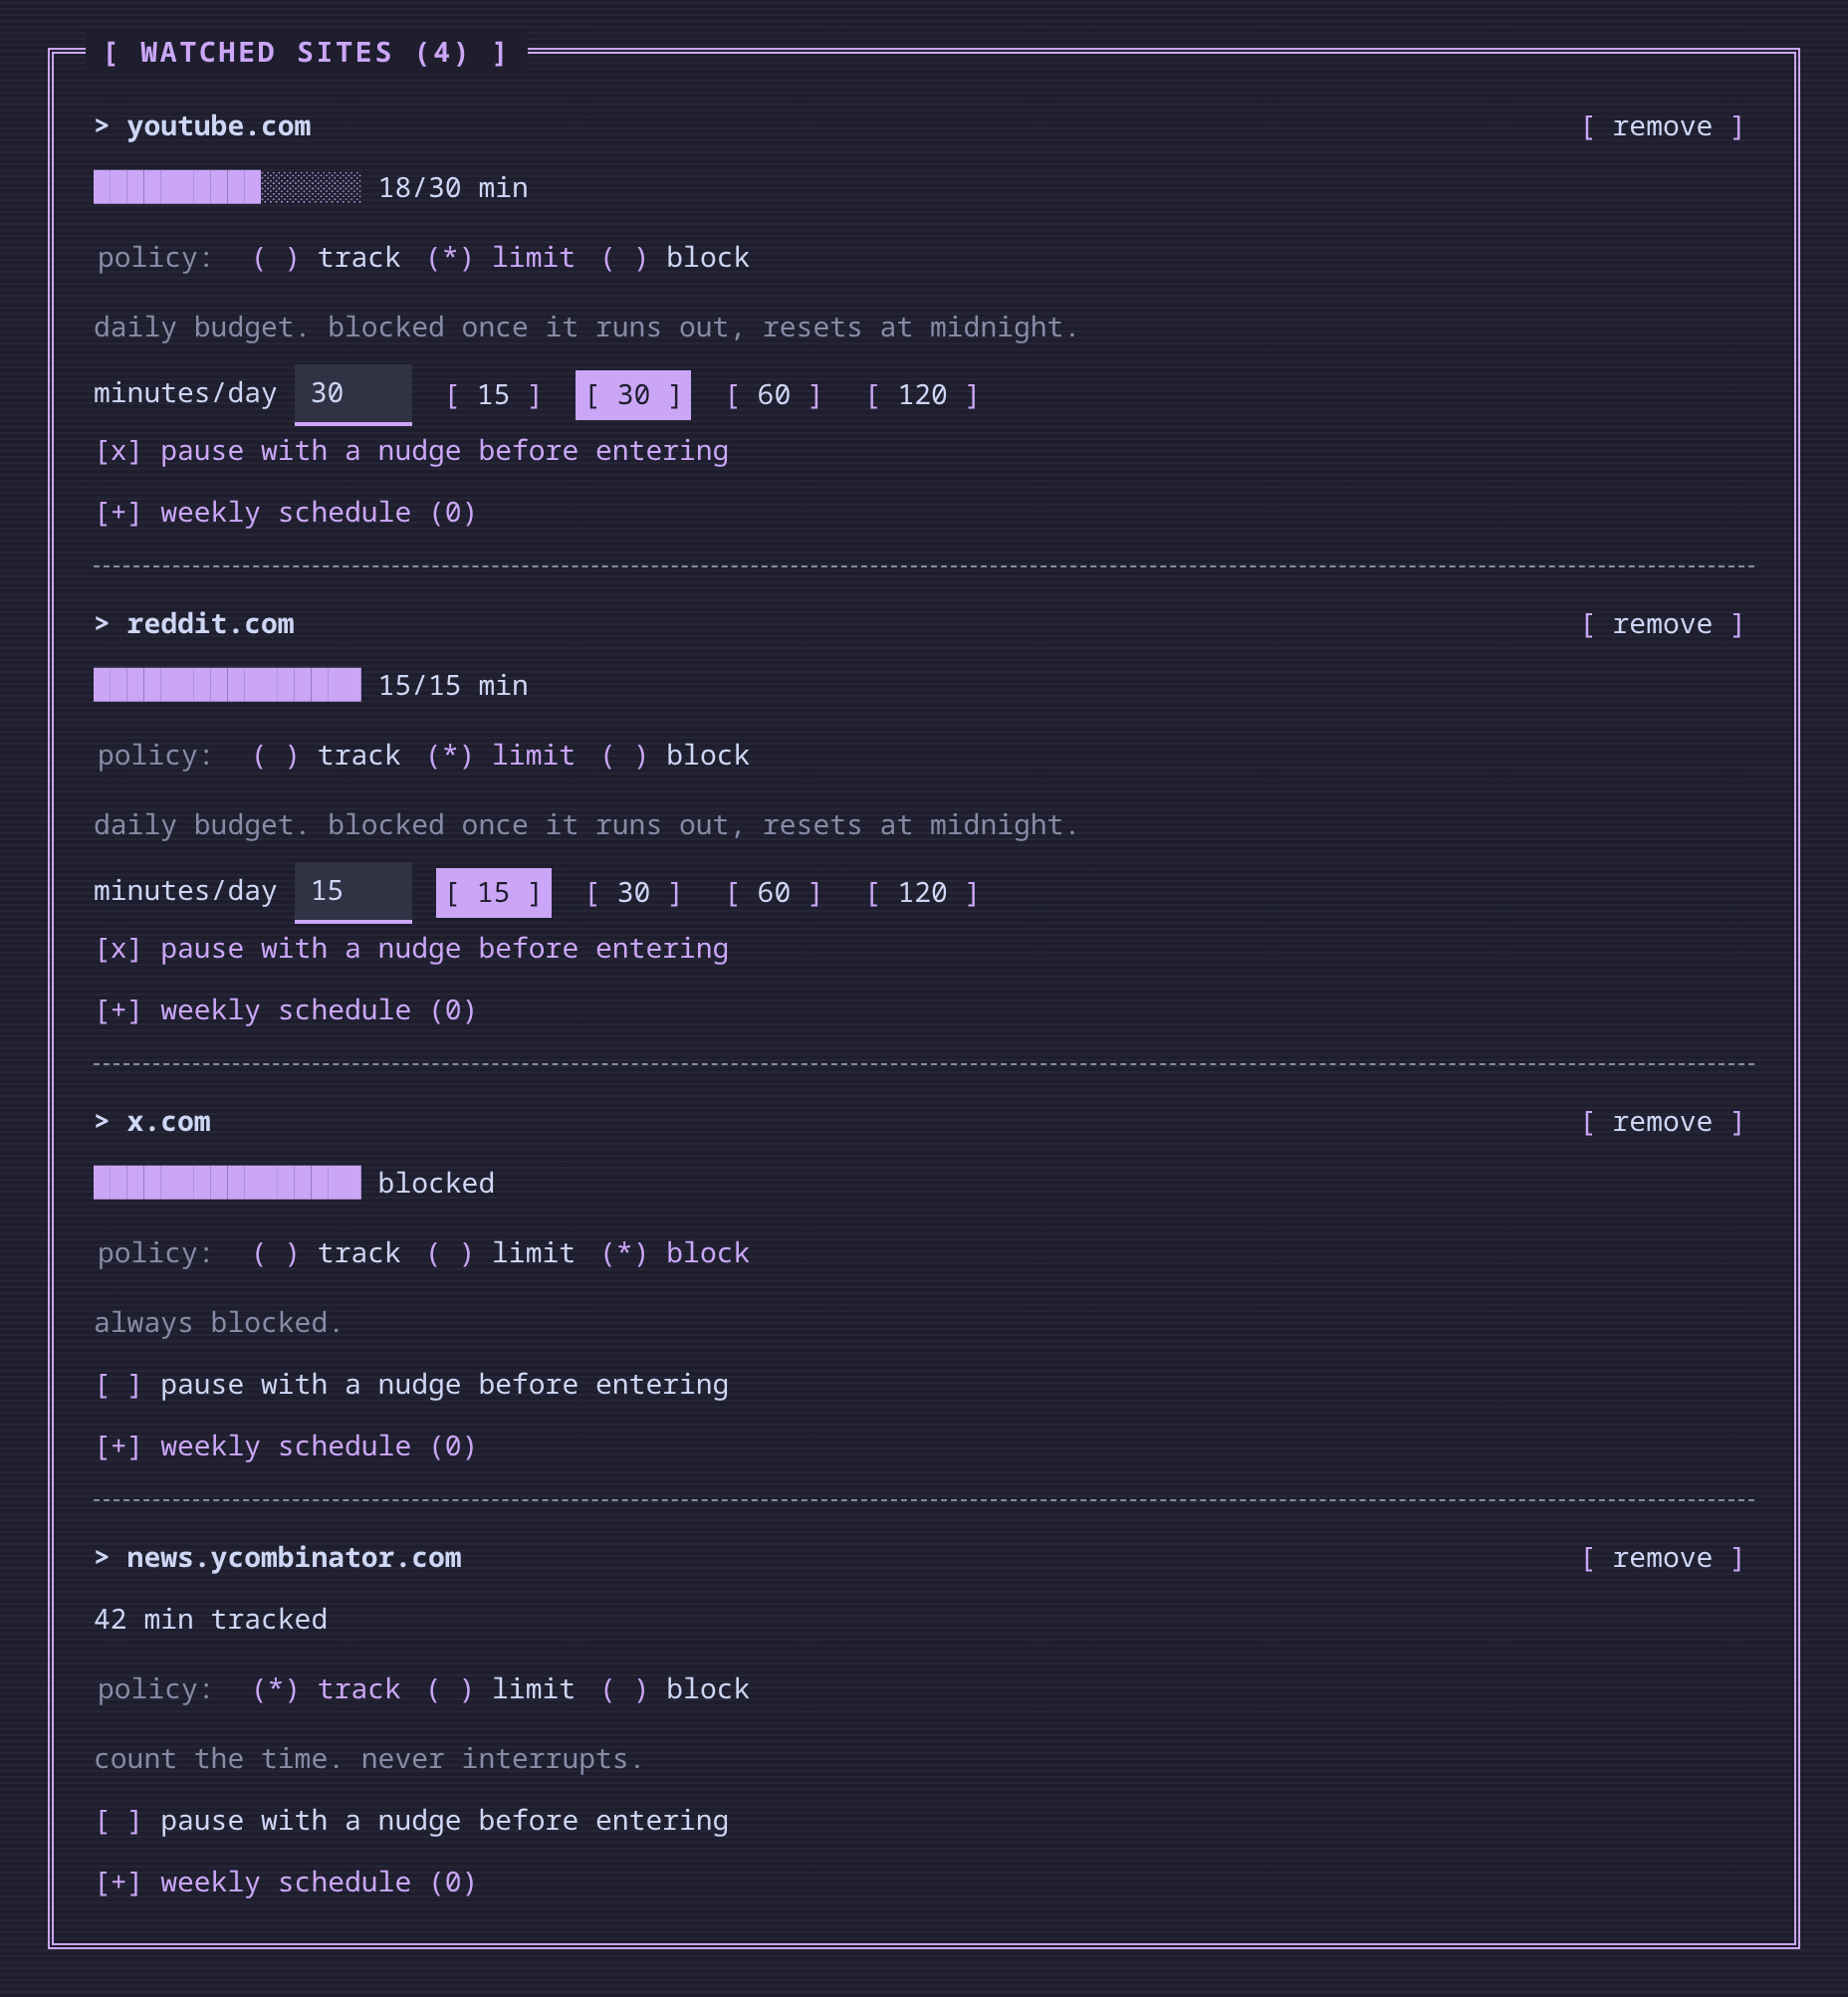 [ WATCHED SITES (4) ]
> youtube.com [ remove ]
██████████░░░░░░ 18/30 min
policy: ( ) track (*) limit ( ) block
daily budget. blocked once it runs out, resets at midnight.
minutes/day 30 [ 15 ] [ 30 ] [ 60 ] [ 120 ]
[x] pause with a nudge before entering
[+] weekly schedule (0)
> reddit.com [ remove ]
████████████████ 15/15 min
policy: ( ) track (*) limit ( ) block
daily budget. blocked once it runs out, resets at midnight.
minutes/day 15 [ 15 ] [ 30 ] [ 60 ] [ 120 ]
[x] pause with a nudge before entering
[+] weekly schedule (0)
> x.com [ remove ]
████████████████ blocked
policy: ( ) track ( ) limit (*) block
always blocked.
[ ] pause with a nudge before entering
[+] weekly schedule (0)
> news.ycombinator.com [ remove ]
42 min tracked
policy: (*) track ( ) limit ( ) block
count the time. never interrupts.
[ ] pause with a nudge before entering
[+] weekly schedule (0)